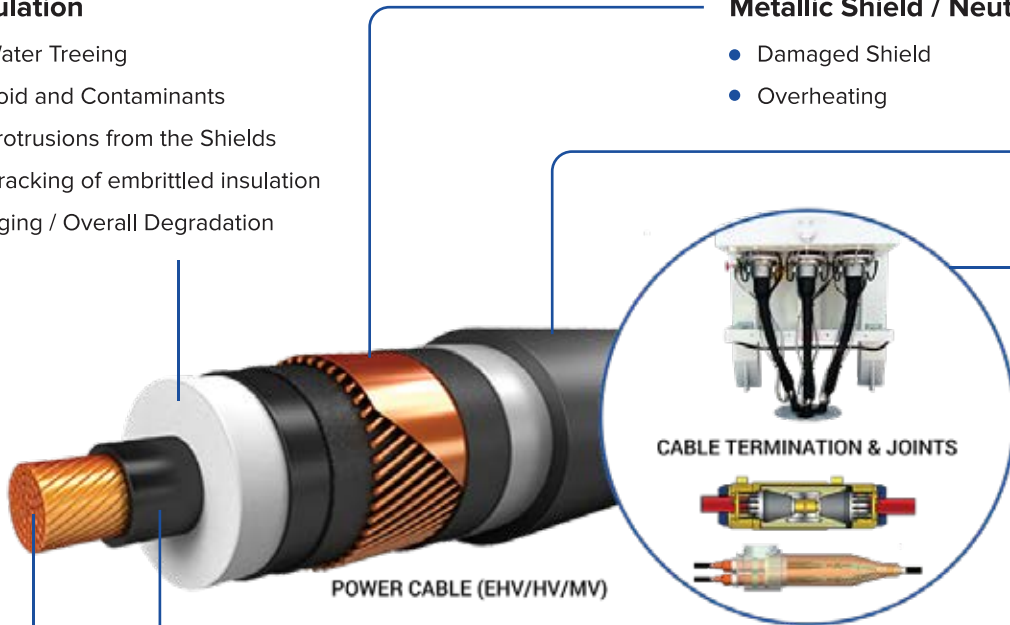 ulation
Water Treeing
oid and Contaminants
rotrusions from the Shields
racking of embrittled insulation
ging / Overall Degradation
Metallic Shield / Neut
Damaged Shield
Overheating
CABLE TERMINATION & JOINTS
POWER CABLE (EHV/HV/MV)